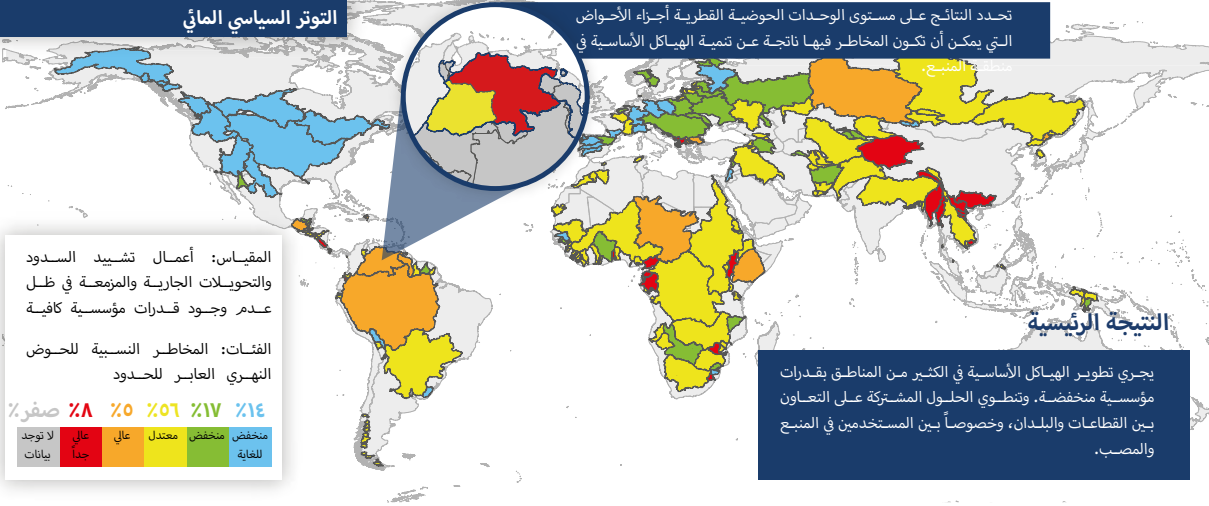 التوتر السياسي المائي
تحدد النتائج على مستوى الوحدات الحوضية القطرية أجزاء الأحواض
التي يمكن أن تكون المخاطر فيها ناتجة عن تنمية الهياكل الأساسية في
منطقة المنبع.
المقياس: أعمال تشييد السدود
والتحويلات الجارية والمزمعة في ظل
عدم وجود قدرات مؤسسية كافية
الفئات: المخاطر النسبية للحوض
النهري العابر للحدود
١٤٪ ١٧٪ ٥٦٪ ٥٪ ٨٪ صفر٪
منخفض للغاية
منخفض
معتدل
عالي
عالي جداً
لا توجد بيانات
النتيجة الرئيسية
يجري تطوير الهياكل الأساسية في الكثير من المناطق بقدرات
مؤسسية منخفضة. وتنطوي الحلول المشتركة على التعاون
بين القطاعات والبلدان، وخصوصاً بين المستخدمين في المنبع
والمصب.